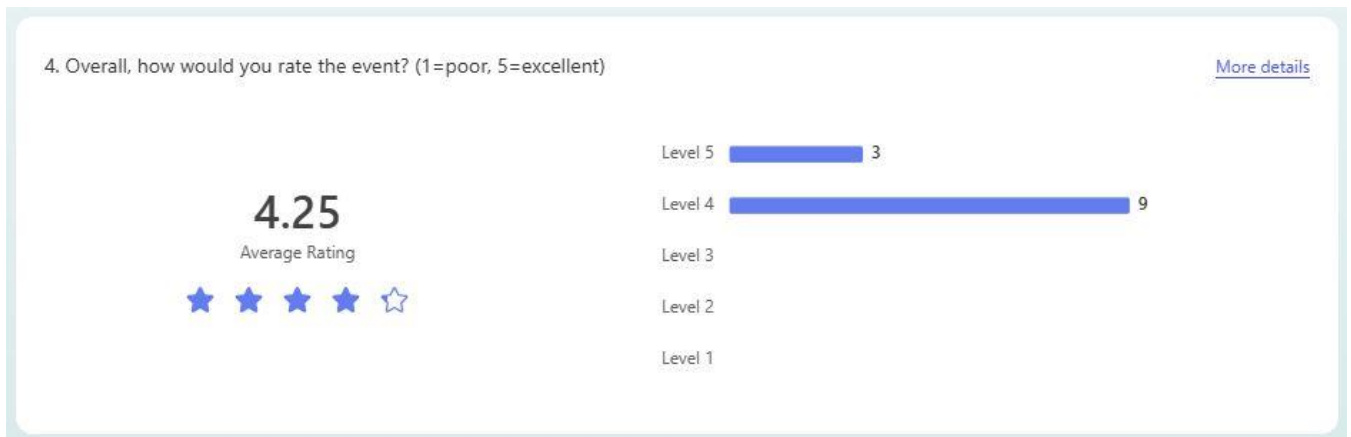 4. Overall, how would you rate the event? (1=poor, 5=excellent)
More details
4.25
Average Rating
Level 5 3
Level 4 9
Level 3
Level 2
Level 1